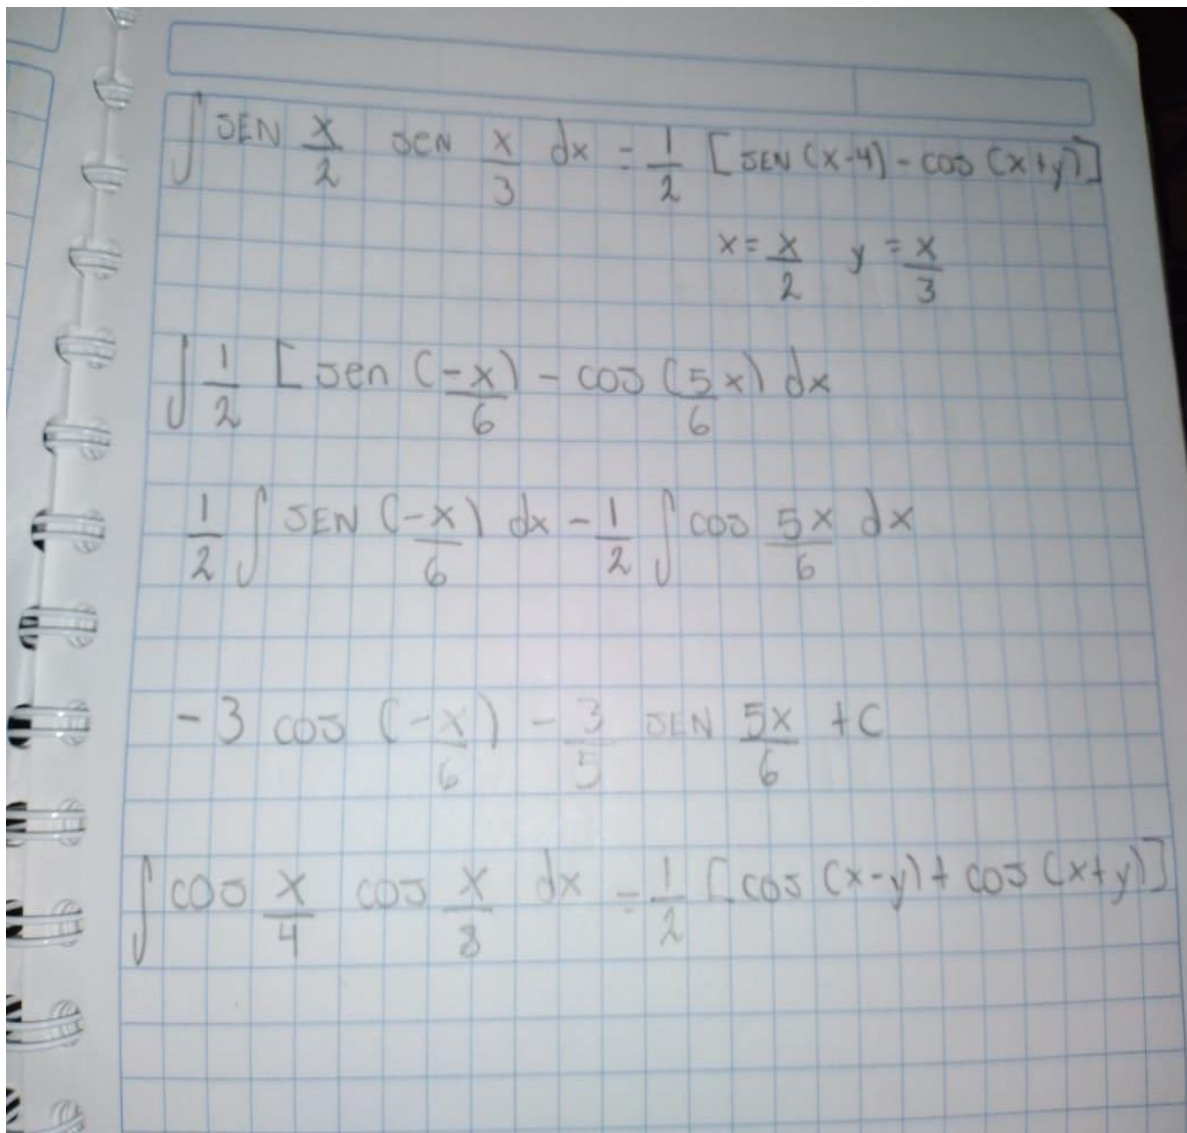 ∫ SEN x/2 sen x/3 dx = 1/2 [SEN (x-4) - cos (x+y)]
x = x/2 y = x/3
∫ 1/2 [sen (-x/6) - cos (5/6 x) dx
1/2 ∫ SEN (-x/6) dx - 1/2 ∫ cos 5x/6 dx
-3 cos (-x/6) - 3/5 SEN 5x/6 + C
∫ cos x/4 cos x/8 dx = 1/2 [cos (x-y) + cos (x+y)]